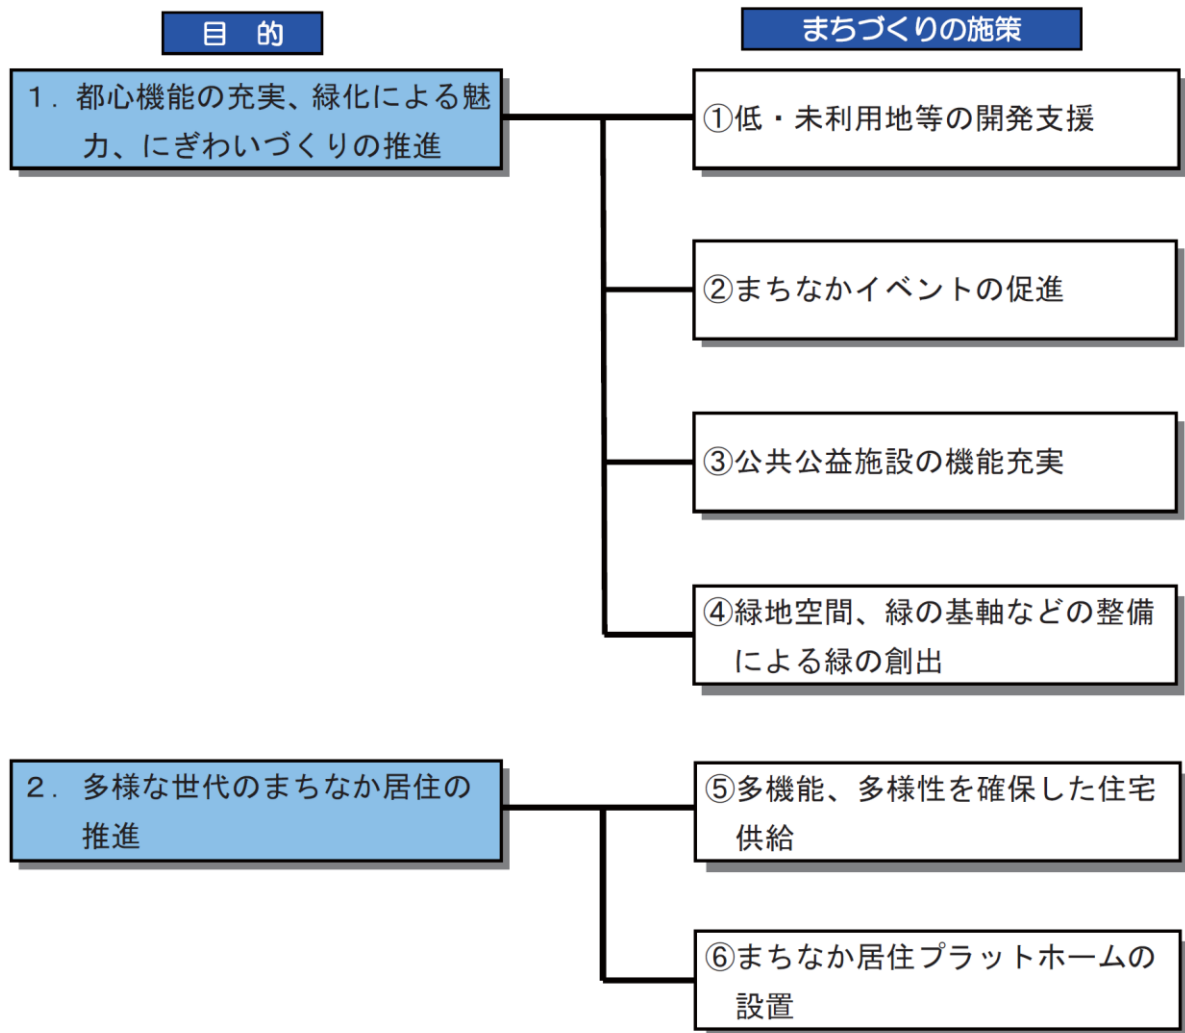 目 的
まちづくりの施策
１．都心機能の充実、緑化による魅
力、にぎわいづくりの推進
①低・未利用地等の開発支援
②まちなかイベントの促進
③公共公益施設の機能充実
④緑地空間、緑の基軸などの整備
による緑の創出
２．多様な世代のまちなか居住の
推進
⑤多機能、多様性を確保した住宅
供給
⑥まちなか居住プラットホームの
設置